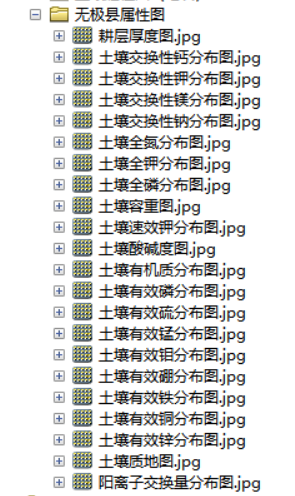 无极县属性图
耕层厚度图.jpg
土壤交换性钙分布图.jpg
土壤交换性钾分布图.jpg
土壤交换性镁分布图.jpg
土壤交换性钠分布图.jpg
土壤全氮分布图.jpg
土壤全钾分布图.jpg
土壤全磷分布图.jpg
土壤容重图.jpg
土壤速效钾分布图.jpg
土壤酸碱度图.jpg
土壤有机质分布图.jpg
土壤有效磷分布图.jpg
土壤有效硫分布图.jpg
土壤有效锰分布图.jpg
土壤有效钼分布图.jpg
土壤有效硼分布图.jpg
土壤有效铁分布图.jpg
土壤有效铜分布图.jpg
土壤有效锌分布图.jpg
土壤质地图.jpg
阳离子交换量分布图.jpg